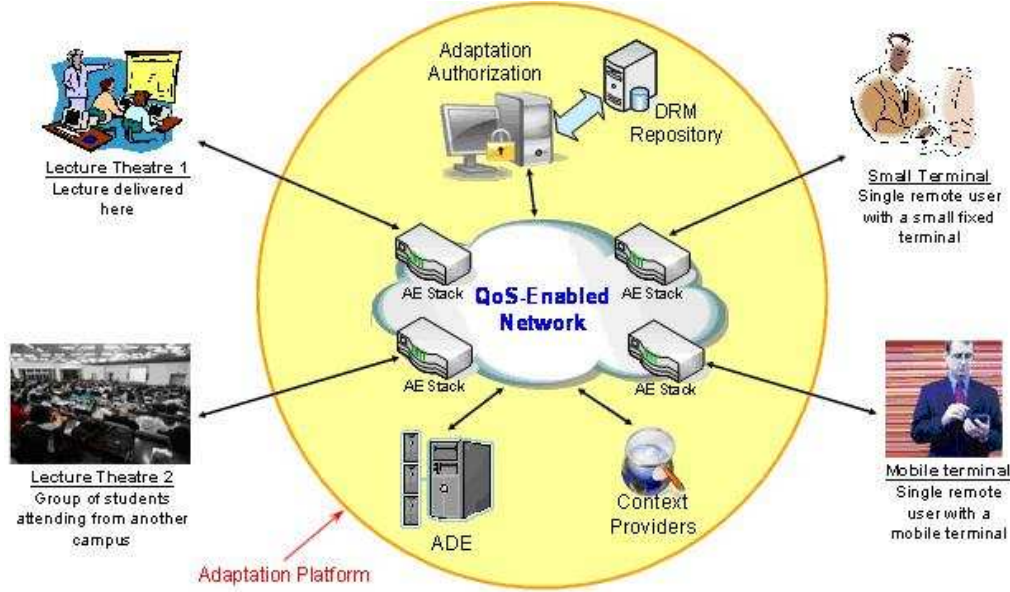 Adaptation
Authorization
DRM
Repository
Lecture Theatre 1
Lecture delivered
here
Small Terminal
Single remote user
with a small fixed
terminal
AE Stack
AE Stack
QoS-Enabled
Network
AE Stack
AE Stack
Lecture Theatre 2
Group of students
attending from another
campus
Mobile terminal
Single remote
user with a
mobile terminal
ADE
Context
Providers
Adaptation Platform